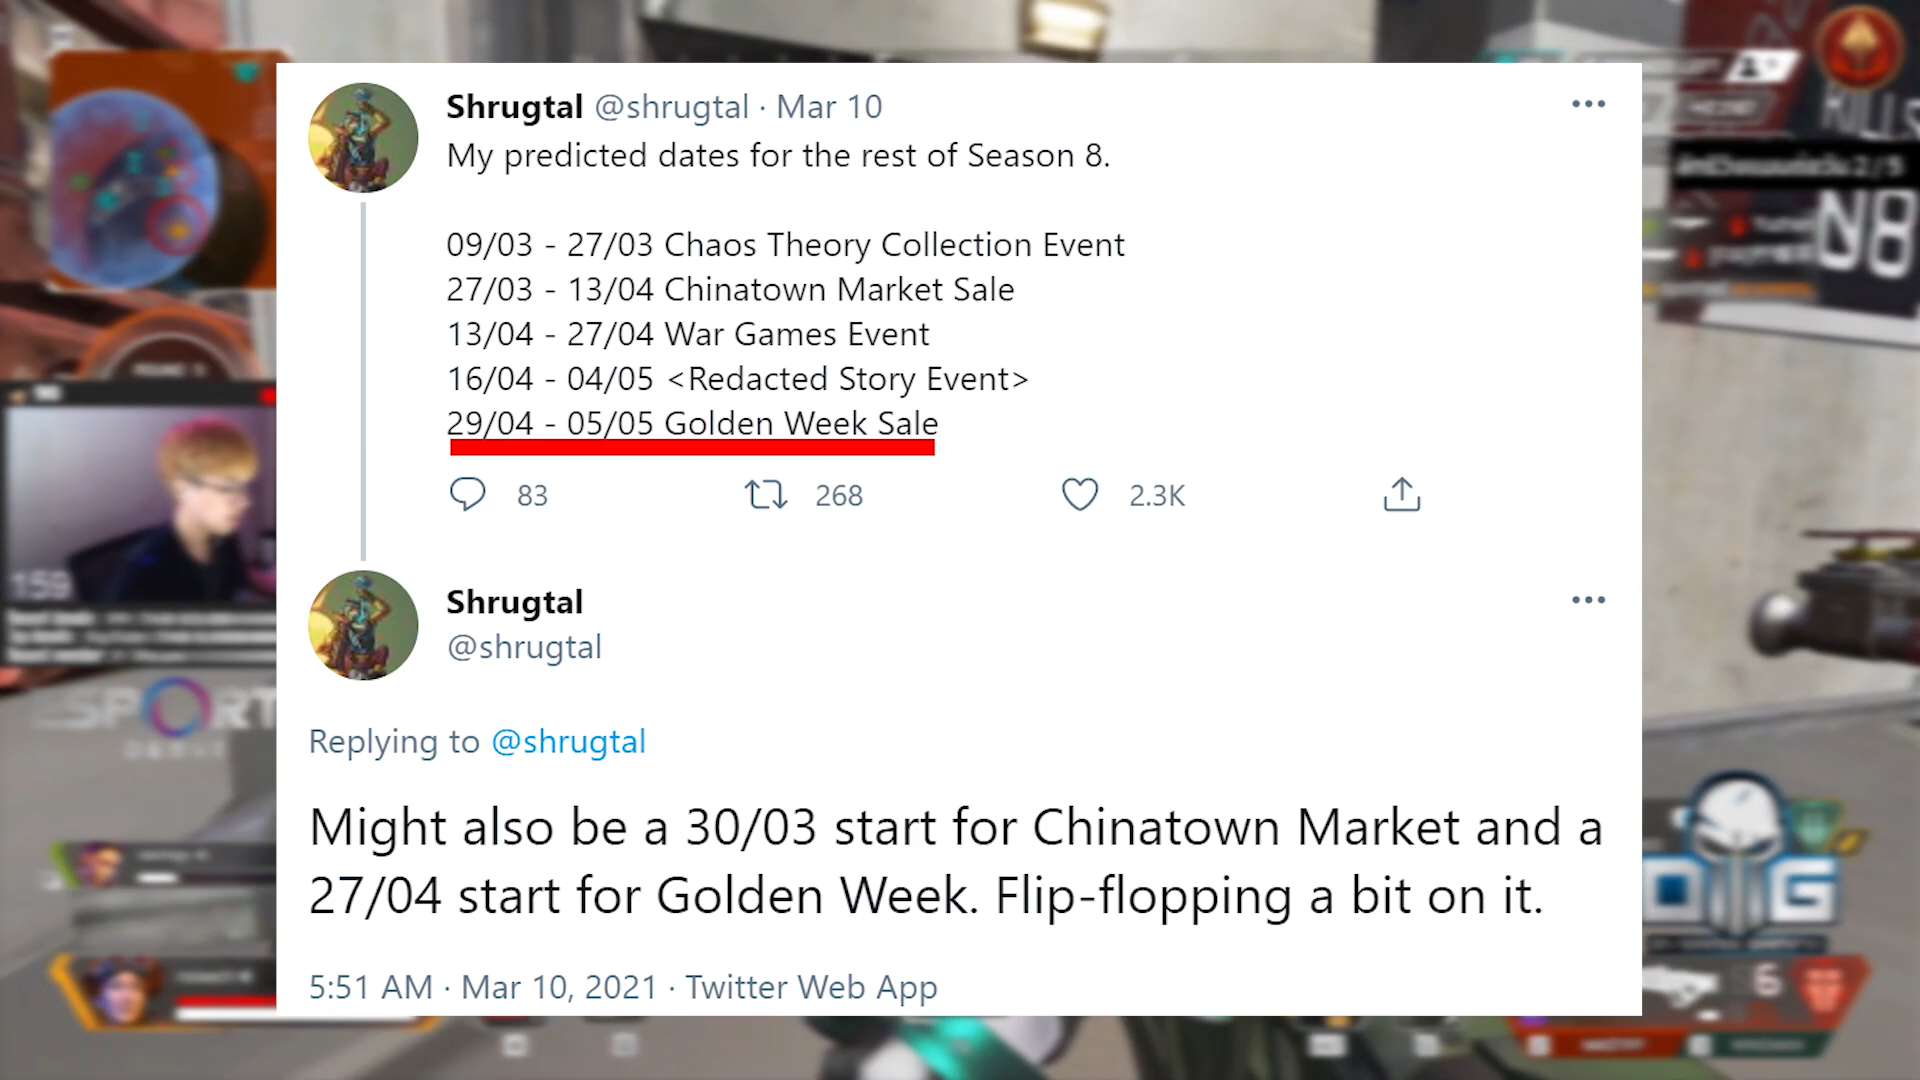 Shrugtal @shrugtal · Mar 10
My predicted dates for the rest of Season 8.
09/03 - 27/03 Chaos Theory Collection Event
27/03 - 13/04 Chinatown Market Sale
13/04 - 27/04 War Games Event
16/04 - 04/05 <Redacted Story Event>
29/04 - 05/05 Golden Week Sale
83 268 2.3K
Shrugtal
@shrugtal
Replying to @shrugtal
Might also be a 30/03 start for Chinatown Market and a
27/04 start for Golden Week. Flip-flopping a bit on it.
5:51 AM · Mar 10, 2021 · Twitter Web App
KILLS
159
6